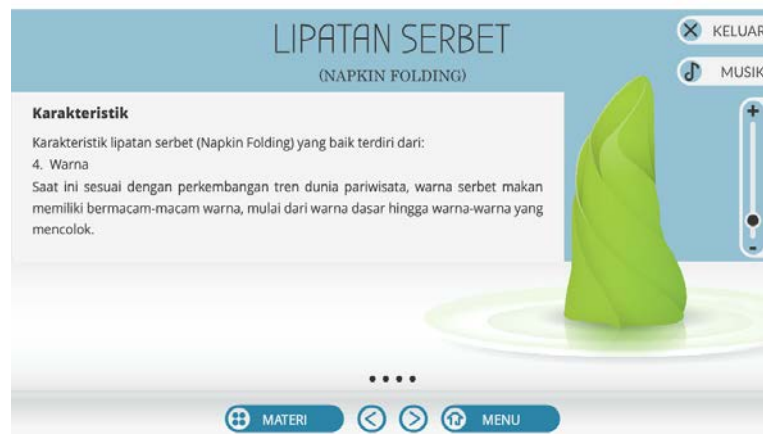 LIPATAN SERBET
(NAPKIN FOLDING)
KELUAR
MUSIK
Karakteristik
Karakteristik lipatan serbet (Napkin Folding) yang baik terdiri dari:
4. Warna
Saat ini sesuai dengan perkembangan tren dunia pariwisata, warna serbet makan
memiliki bermacam-macam warna, mulai dari warna dasar hingga warna-warna yang
mencolok.
MATERI
MENU